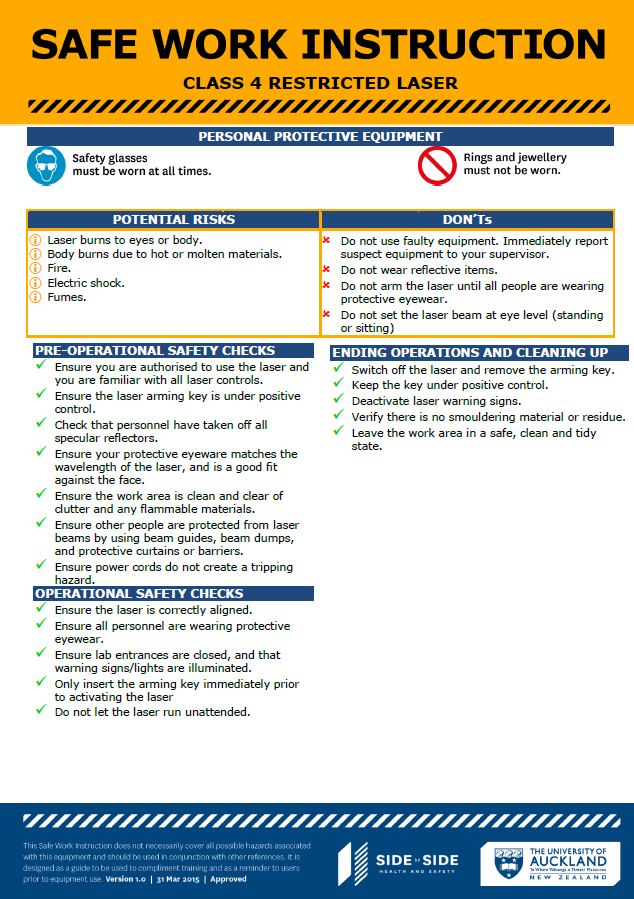 SAFE WORK INSTRUCTION
CLASS 4 RESTRICTED LASER
PERSONAL PROTECTIVE EQUIPMENT
Safety glasses
must be worn at all times.
Rings and jewellery
must not be worn.
POTENTIAL RISKS
Laser burns to eyes or body.
Body burns due to hot or molten materials.
Fire.
Electric shock.
Fumes.
DON'Ts
Do not use faulty equipment. Immediately report
suspect equipment to your supervisor.
Do not wear reflective items.
Do not arm the laser until all people are wearing
protective eyewear.
Do not set the laser beam at eye level (standing
or sitting)
PRE-OPERATIONAL SAFETY CHECKS
Ensure you are authorised to use the laser and
you are familiar with all laser controls.
Ensure the laser arming key is under positive
control.
Check that personnel have taken off all
specular reflectors.
Ensure your protective eyeware matches the
wavelength of the laser, and is a good fit
against the face.
Ensure the work area is clean and clear of
clutter and any flammable materials.
Ensure other people are protected from laser
beams by using beam guides, beam dumps,
and protective curtains or barriers.
Ensure power cords do not create a tripping
hazard.
OPERATIONAL SAFETY CHECKS
Ensure the laser is correctly aligned.
Ensure all personnel are wearing protective
eyewear.
Ensure lab entrances are closed, and that
warning signs/lights are illuminated.
Only insert the arming key immediately prior
to activating the laser
Do not let the laser run unattended.
ENDING OPERATIONS AND CLEANING UP
Switch off the laser and remove the arming key.
Keep the key under positive control.
Deactivate laser warning signs.
Verify there is no smouldering material or residue.
Leave the work area in a safe, clean and tidy
state.
This Safe Work Instruction does not necessarily cover all possible hazards associated
with this equipment and should be used in conjunction with other references. It is
designed as a guide to be used to compliment training and as a reminder to users
prior to equipment use. Version 1.0 | 31 Mar 2015 | Approved
SIDE BY SIDE
HEALTH AND SAFETY
THE UNIVERSITY OF
AUCKLAND
Te Whare Wānanga o Tāmaki Makaurau
NEW ZEALAND